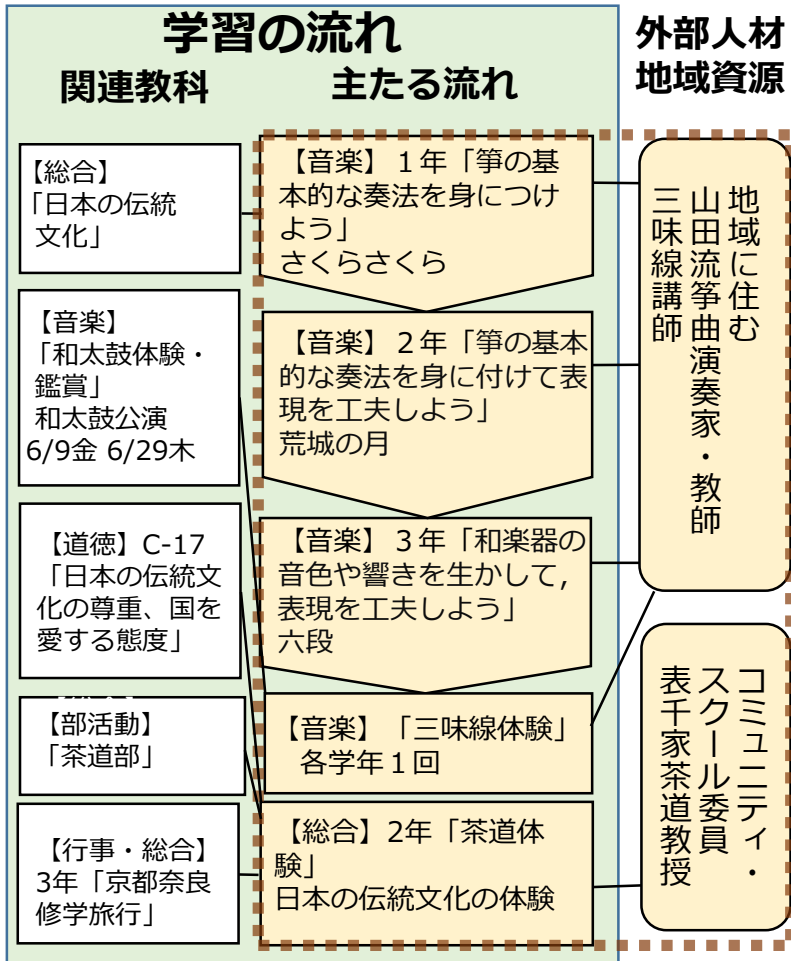 学習の流れ
関連教科
主たる流れ
外部人材
地域資源
【総合】
「日本の伝統
文化」
【音楽】
「和太鼓体験・
鑑賞」
和太鼓公演
6/9金 6/29木
【道徳】C-17
「日本の伝統文
化の尊重、国を
愛する態度」
【部活動】
「茶道部」
【行事・総合】
3年「京都奈良
修学旅行」
【音楽】１年「箏の基
本的な奏法を身につけ
よう」
さくらさくら
【音楽】２年「箏の基本
的な奏法を身に付けて表
現を工夫しよう」
荒城の月
【音楽】３年「和楽器の
音色や響きを生かして,
表現を工夫しよう」
六段
【音楽】「三味線体験」
各学年１回
【総合】2年「茶道体
験」
日本の伝統文化の体験
地域に住む
山田流箏曲演奏家・教師
三味線講師
コミュニティ・
スクール委員
表千家茶道教授